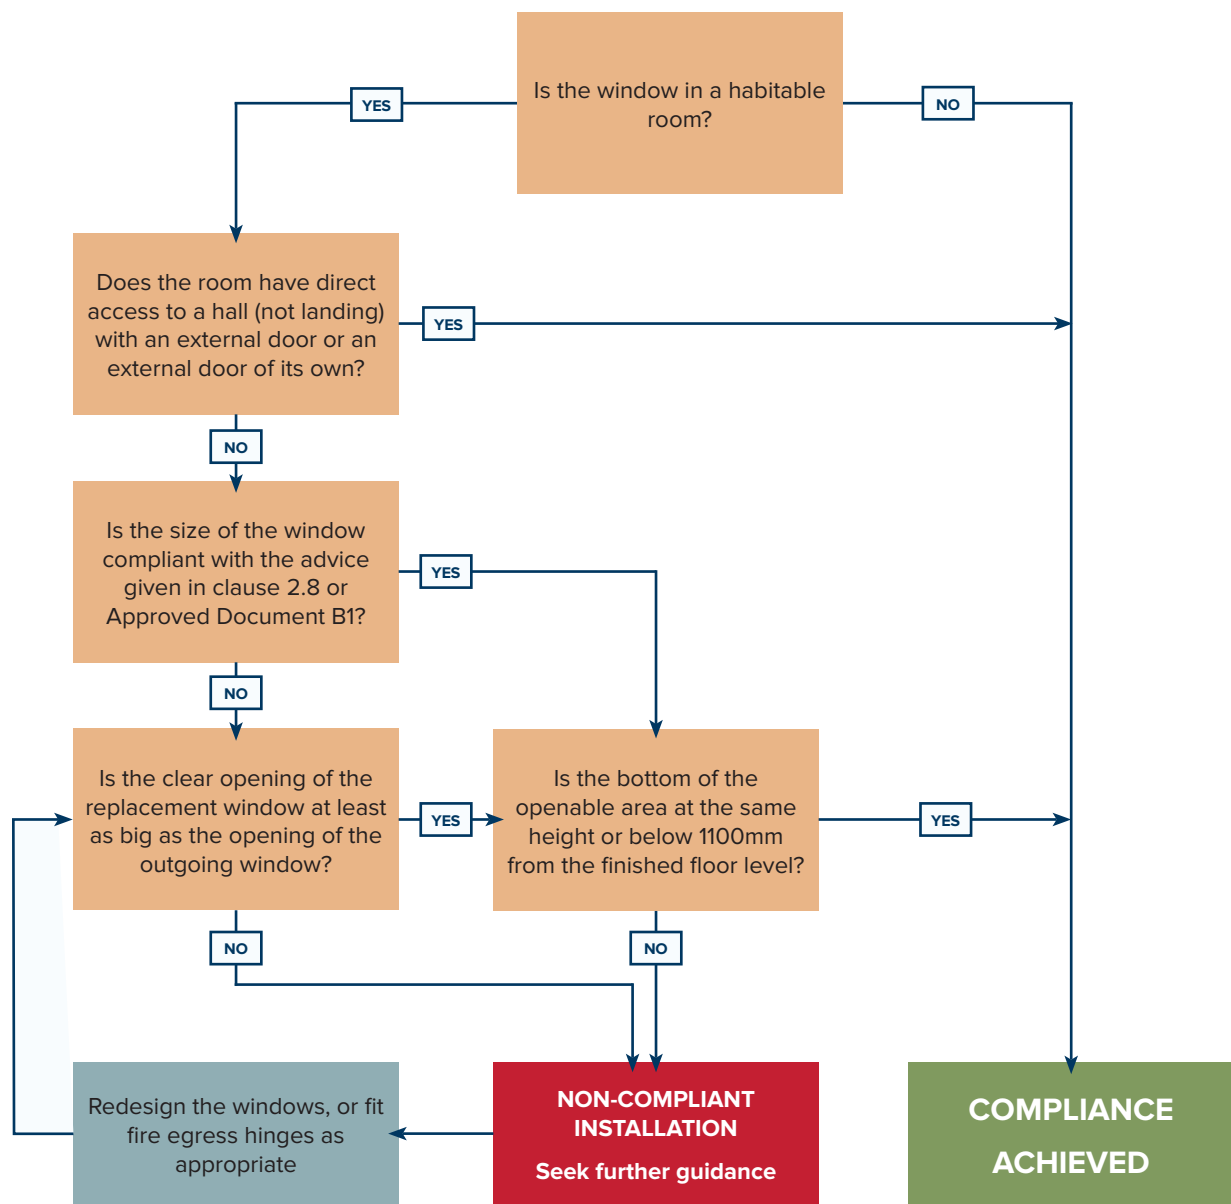 Is the window in a habitable
room?
YES
NO
Does the room have direct
access to a hall (not landing)
with an external door or an
external door of its own?
YES
NO
Is the size of the window
compliant with the advice
given in clause 2.8 or
Approved Document B1?
YES
NO
Is the clear opening of the
replacement window at least
as big as the opening of the
outgoing window?
YES
Is the bottom of the
openable area at the same
height or below 1100mm
from the finished floor level?
YES
NO
NO
Redesign the windows, or fit
fire egress hinges as
appropriate
NON-COMPLIANT
INSTALLATION
Seek further guidance
COMPLIANCE
ACHIEVED